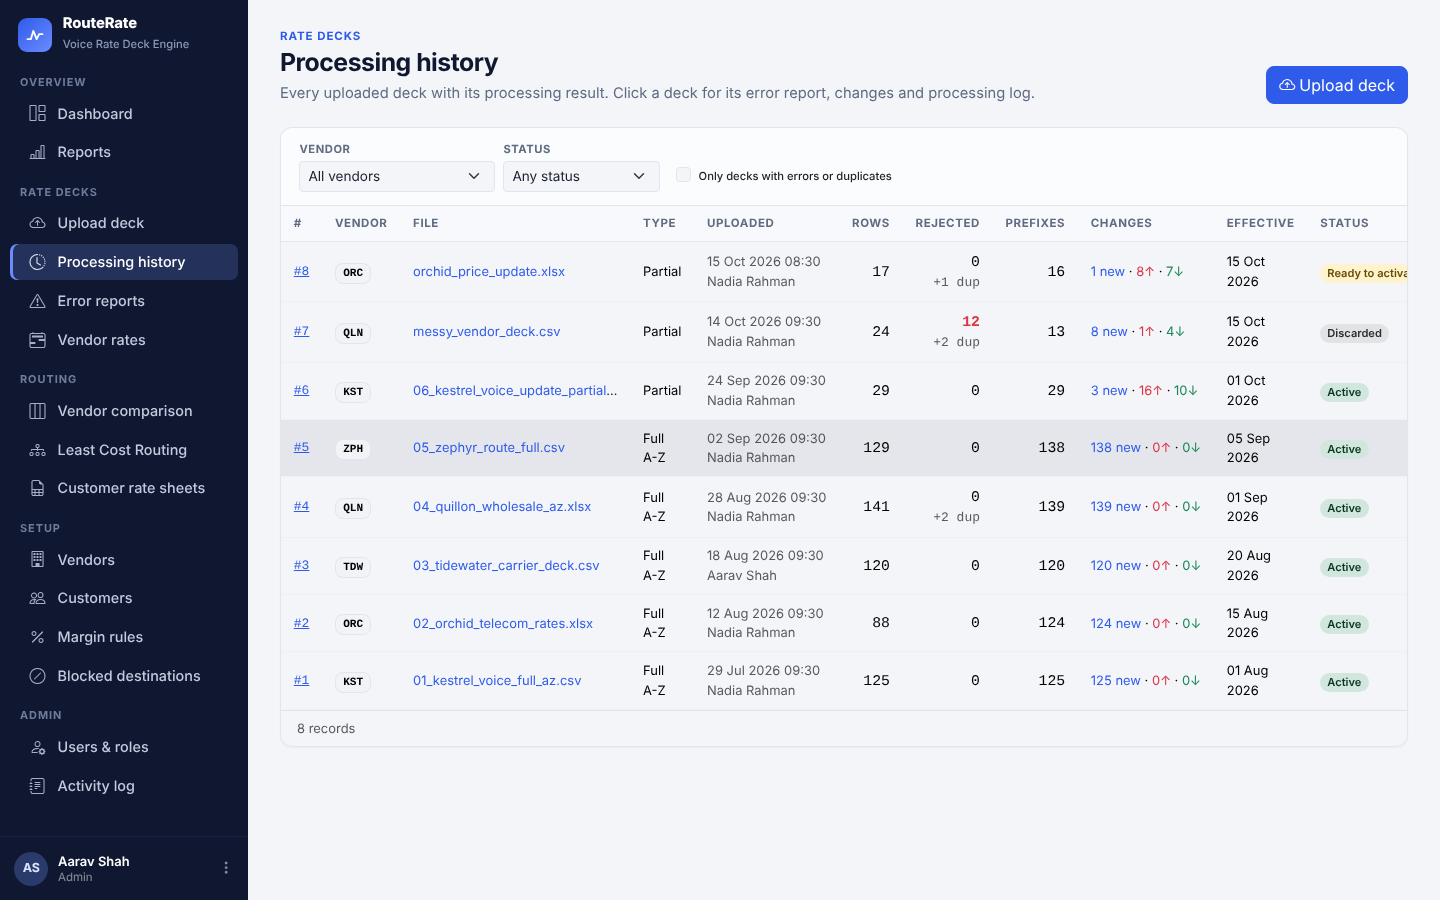 RouteRate
Voice Rate Deck Engine
OVERVIEW
Dashboard
Reports
RATE DECKS
Upload deck
Processing history
Error reports
Vendor rates
ROUTING
Vendor comparison
Least Cost Routing
Customer rate sheets
SETUP
Vendors
Customers
Margin rules
Blocked destinations
ADMIN
Users & roles
Activity log
AS
Aarav Shah
Admin
RATE DECKS
Processing history
Every uploaded deck with its processing result. Click a deck for its error report, changes and processing log.
Upload deck
VENDOR STATUS
All vendors Any status Only decks with errors or duplicates
# VENDOR FILE TYPE UPLOADED ROWS REJECTED PREFIXES CHANGES EFFECTIVE STATUS
#8 ORC orchid_price_update.xlsx Partial 15 Oct 2026 08:30 Nadia Rahman 17 0 +1 dup 16 1 new · 8↑ · 7↓ 15 Oct 2026 Ready to activa
#7 QLN messy_vendor_deck.csv Partial 14 Oct 2026 09:30 Nadia Rahman 24 12 +2 dup 13 8 new · 1↑ · 4↓ 15 Oct 2026 Discarded
#6 KST 06_kestrel_voice_update_partial... Partial 24 Sep 2026 09:30 Nadia Rahman 29 0 29 3 new · 16↑ · 10↓ 01 Oct 2026 Active
#5 ZPH 05_zephyr_route_full.csv Full A-Z 02 Sep 2026 09:30 Nadia Rahman 129 0 138 138 new · 0↑ · 0↓ 05 Sep 2026 Active
#4 QLN 04_quillon_wholesale_az.xlsx Full A-Z 28 Aug 2026 09:30 Nadia Rahman 141 0 +2 dup 139 139 new · 0↑ · 0↓ 01 Sep 2026 Active
#3 TDW 03_tidewater_carrier_deck.csv Full A-Z 18 Aug 2026 09:30 Aarav Shah 120 0 120 120 new · 0↑ · 0↓ 20 Aug 2026 Active
#2 ORC 02_orchid_telecom_rates.xlsx Full A-Z 12 Aug 2026 09:30 Nadia Rahman 88 0 124 124 new · 0↑ · 0↓ 15 Aug 2026 Active
#1 KST 01_kestrel_voice_full_az.csv Full A-Z 29 Jul 2026 09:30 Nadia Rahman 125 0 125 125 new · 0↑ · 0↓ 01 Aug 2026 Active
8 records